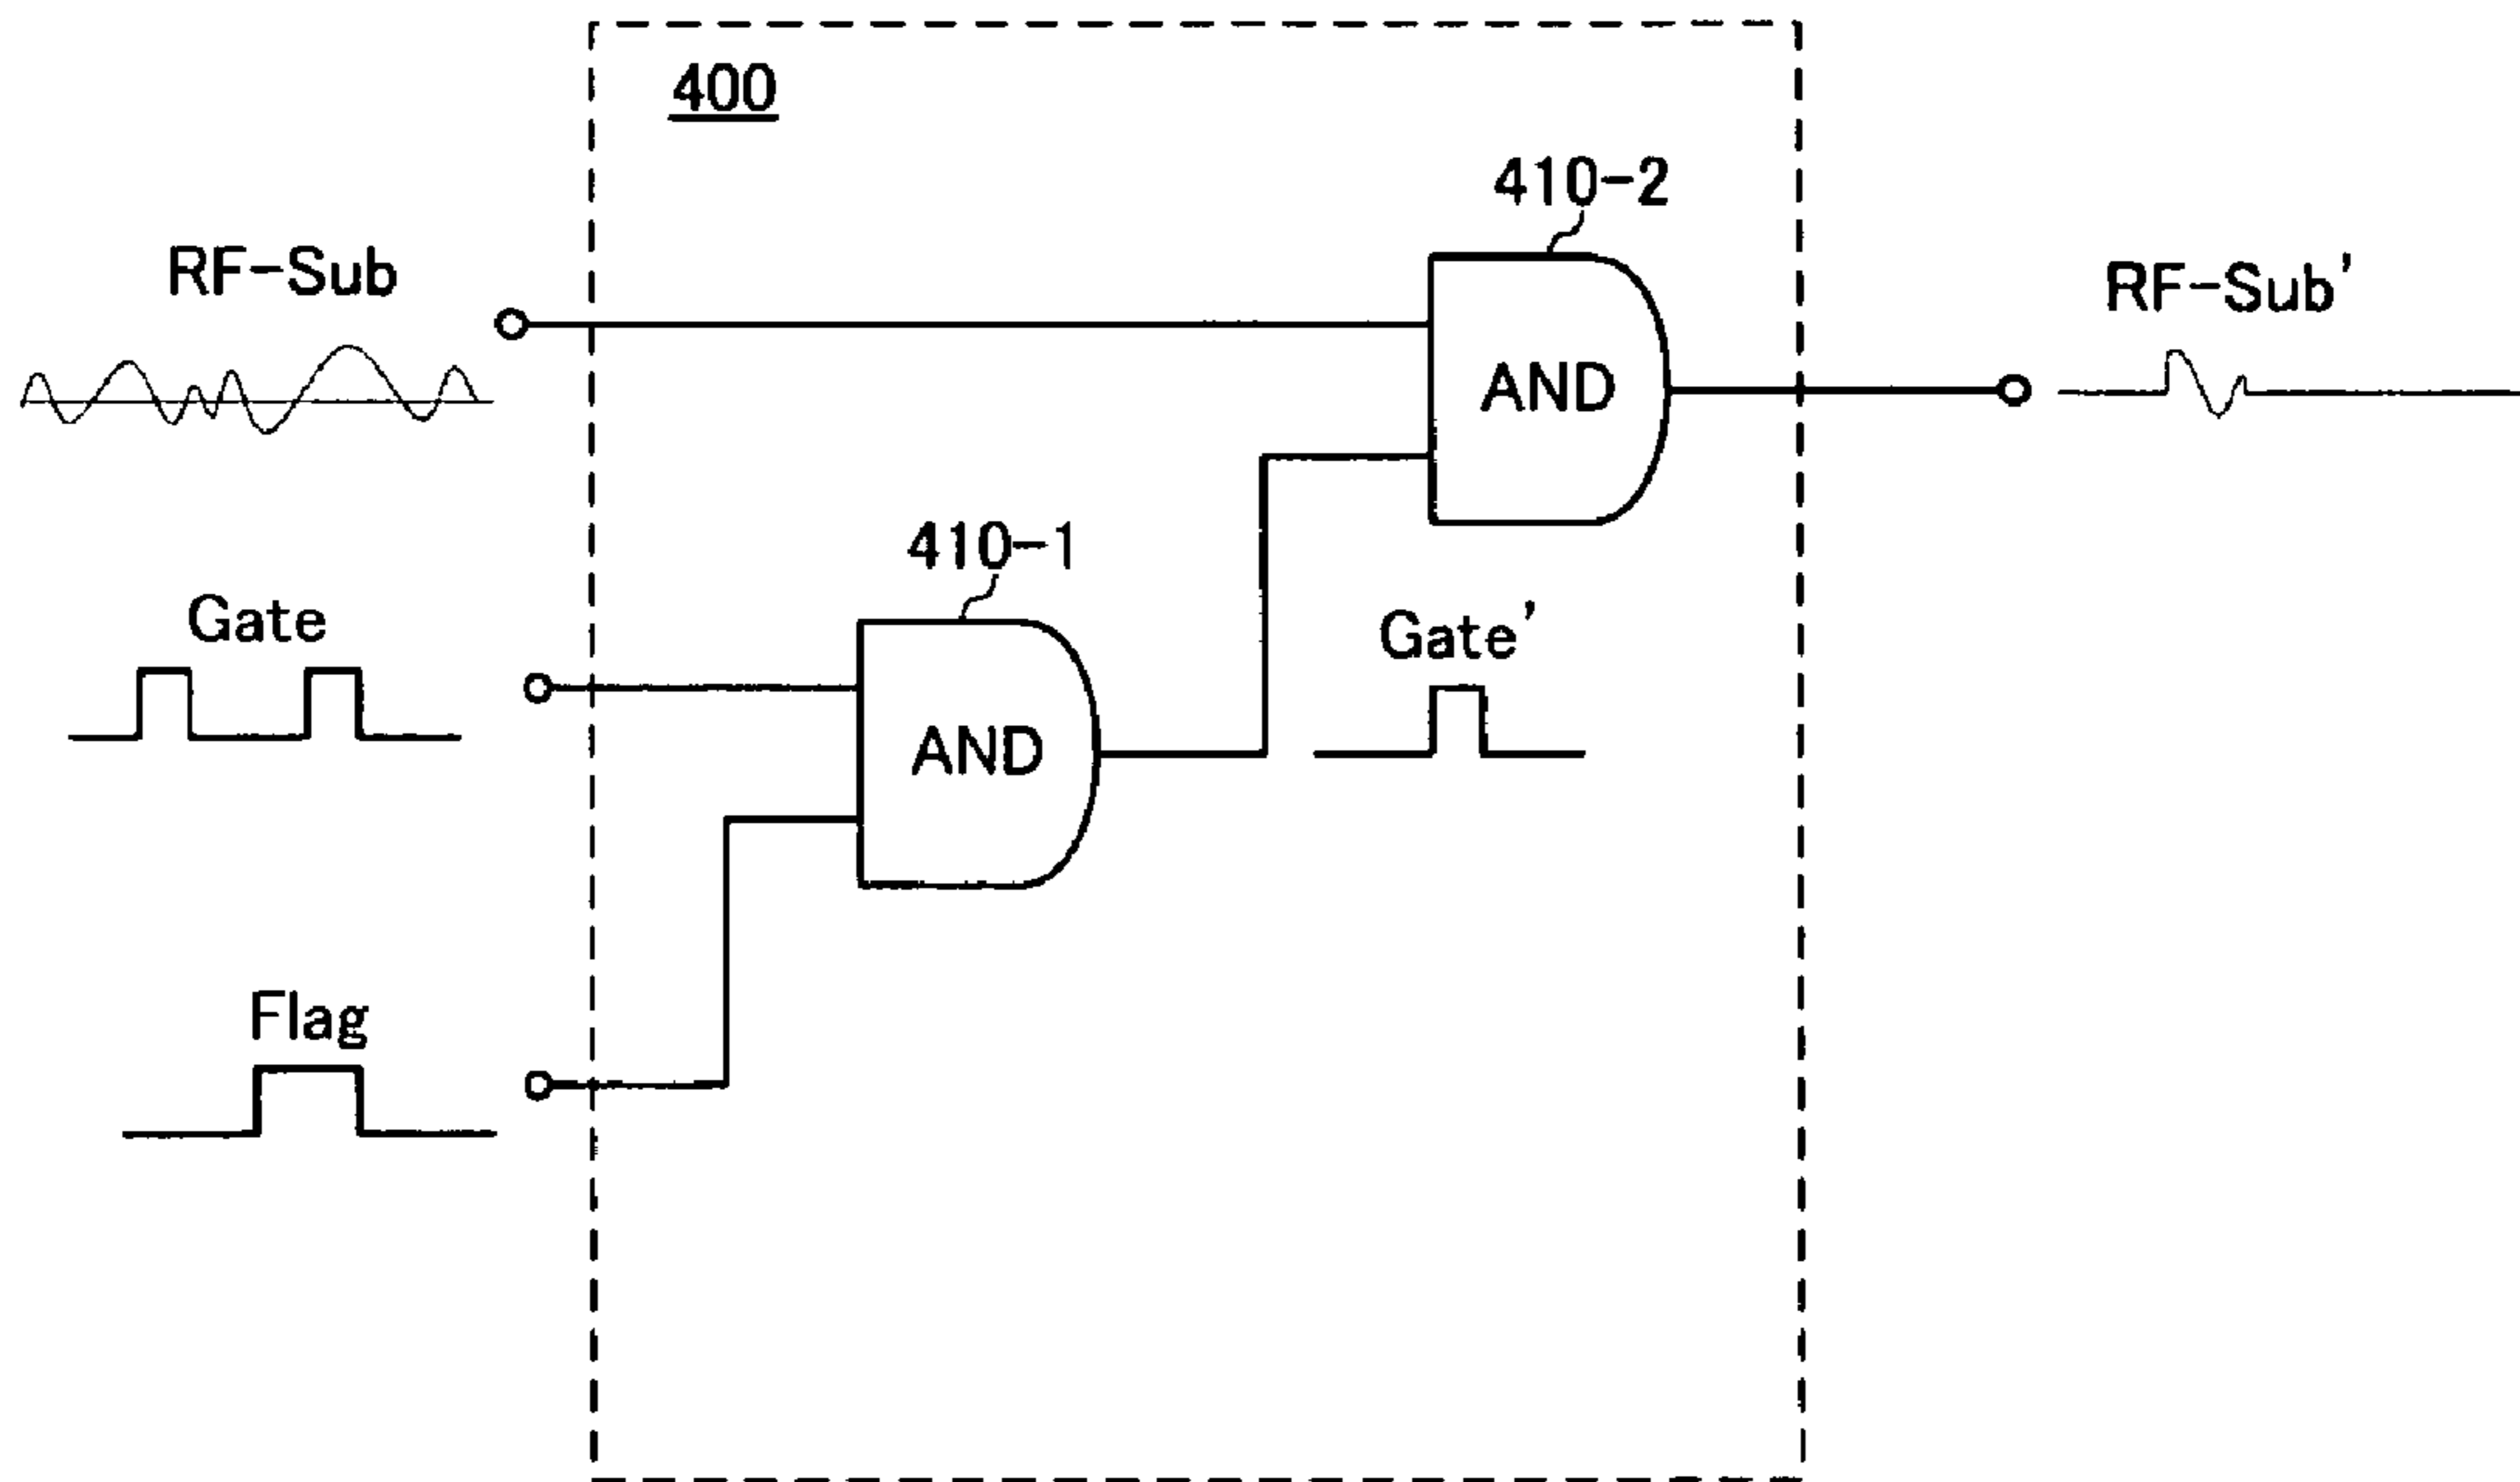 400
410-2
RF-Sub
RF-Sub'
AND
410-1
Gate
Gate'
AND
Flag